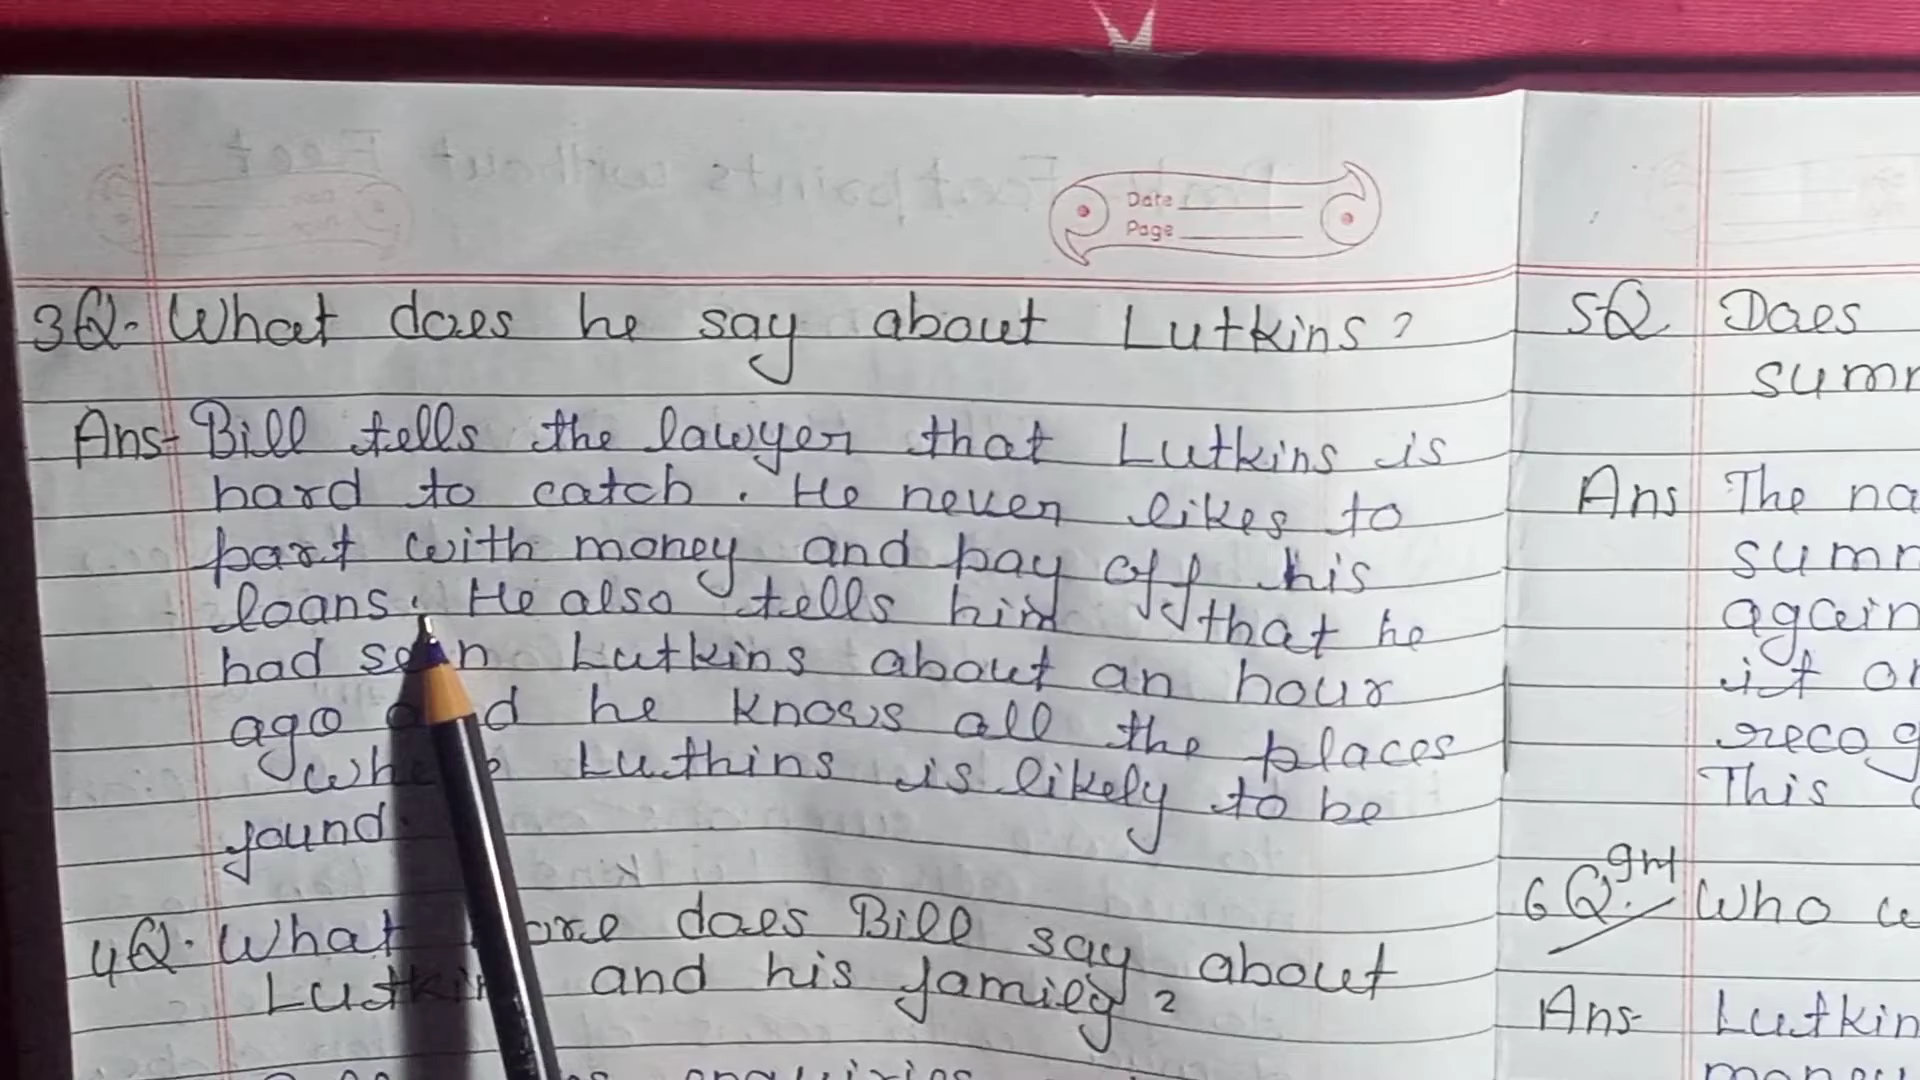 Date
Page
3Q. What does he say about Lutkins?
Ans- Bill tells the lawyer that Lutkins is
hard to catch. He never likes to
part with money and pay off his
loans. He also tells him that he
had seen Lutkins about an hour
ago and he knows all the places
where Luthins is likely to be
found.
4Q. What more does Bill say about
Lutkins and his family?
enquiries
5Q Does
summ
Ans The na
summ
again
it or
recog
This
6Q. Who w
Ans- Lutkin
money